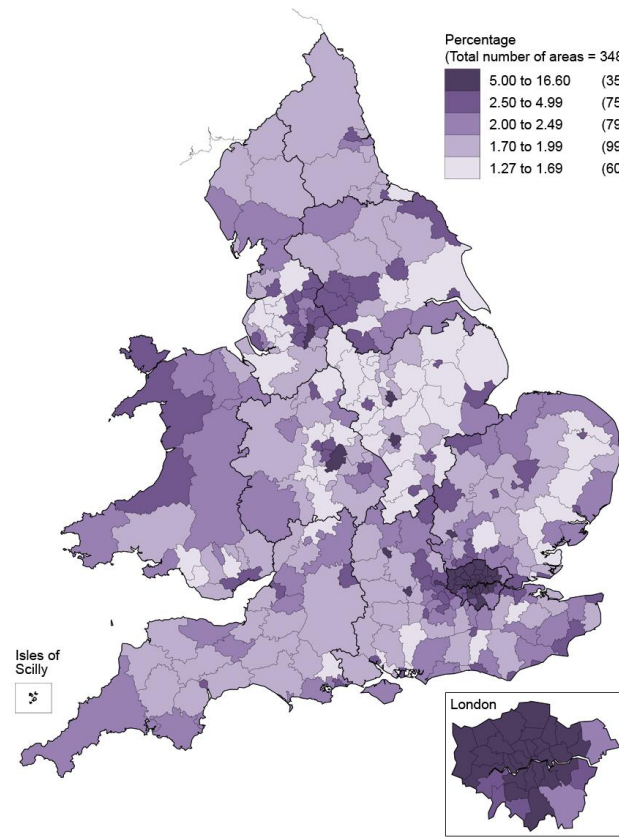 Percentage
(Total number of areas = 348
5.00 to 16.60 (35
2.50 to 4.99 (75
2.00 to 2.49 (79
1.70 to 1.99 (99
1.27 to 1.69 (60
Isles of
Scilly
London